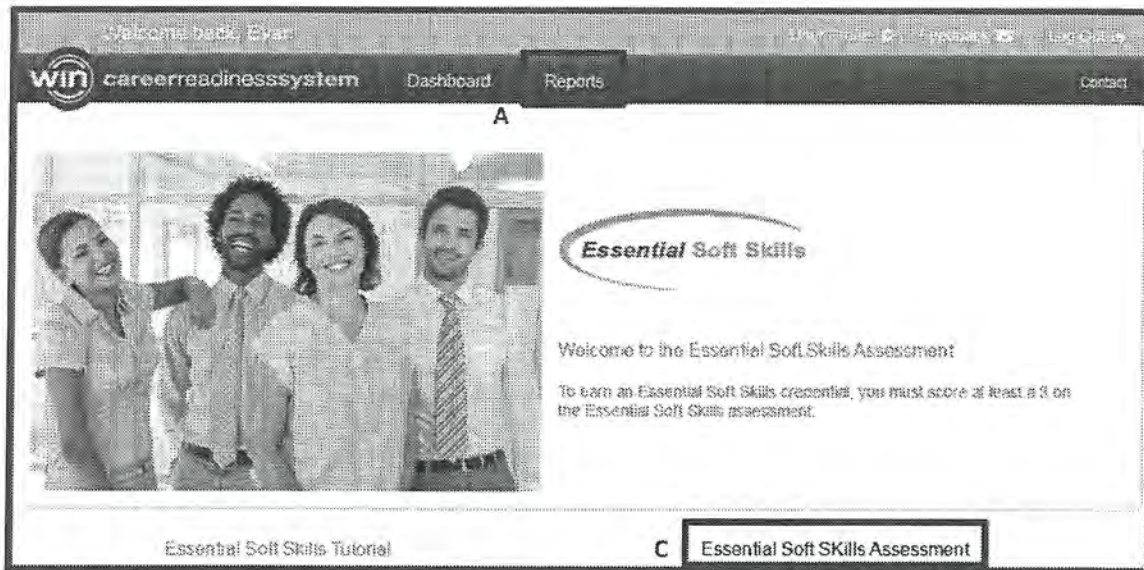 Welcome back, Evan
Feedback Log Out
win careerreadinesssystem Dashboard Reports Contact
A
Essential Soft Skills
Welcome to the Essential Soft Skills Assessment
To earn an Essential Soft Skills credential, you must score at least a 3 on
the Essential Soft Skills assessment.
Essential Soft Skills Tutorial C Essential Soft SKills Assessment